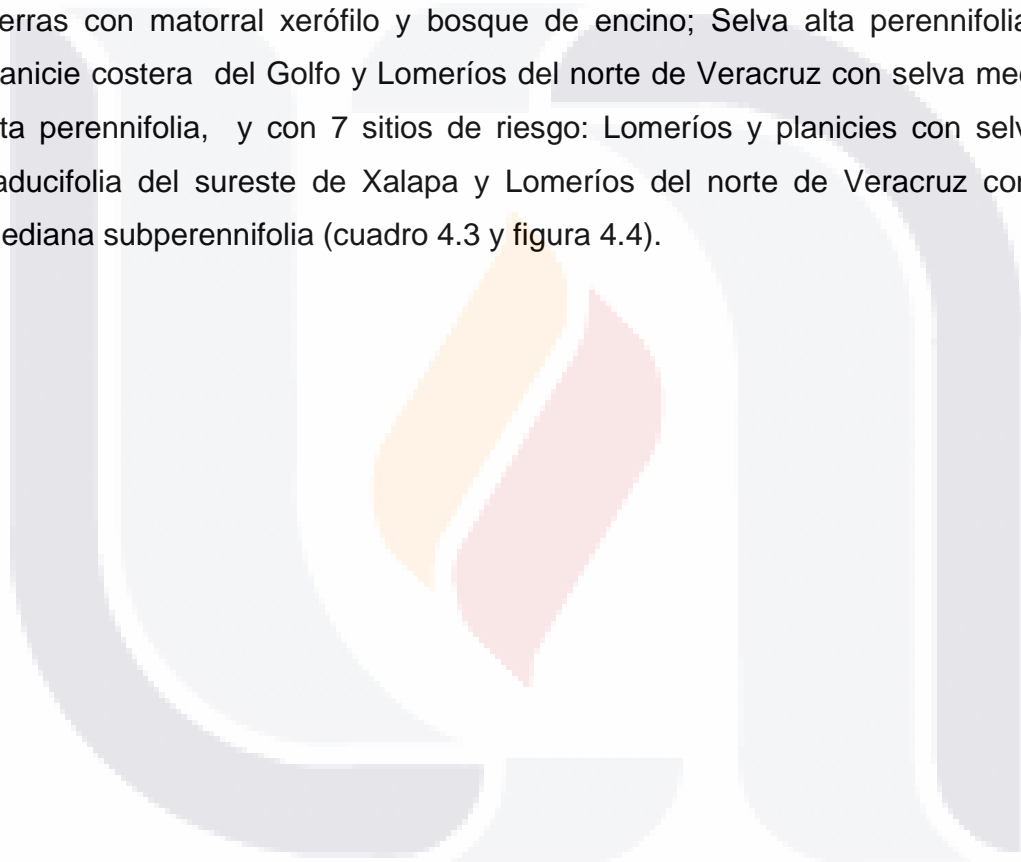 erras con matorral xerófilo y bosque de encino; Selva alta perennifolia
anicie costera del Golfo y Lomeríos del norte de Veracruz con selva med
ta perennifolia, y con 7 sitios de riesgo: Lomeríos y planicies con selv
aducifolia del sureste de Xalapa y Lomeríos del norte de Veracruz con
ediana subperennifolia (cuadro 4.3 y figura 4.4).